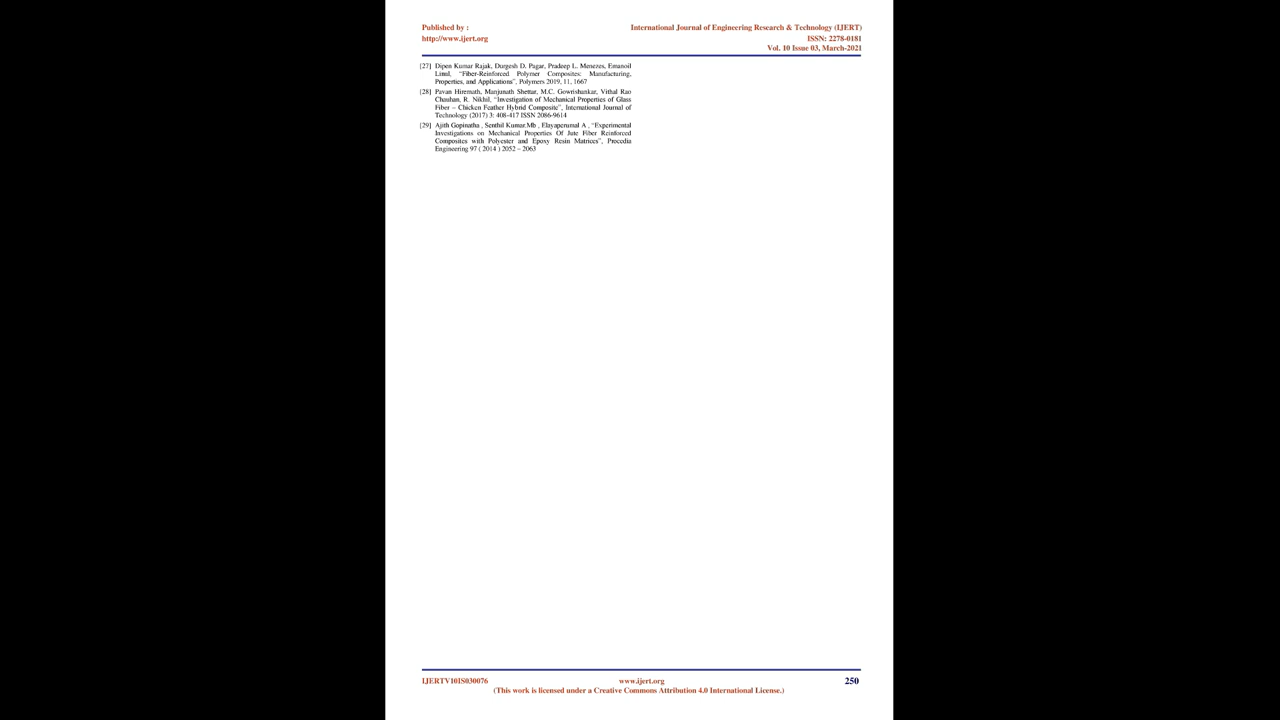 Published by :
International Journal of Engineering Research & Technology (IJERT)
http://www.ijert.org
ISSN: 2278-0181
Vol. 10 Issue 03, March-2021
[27] Dipen Kumar Rajak, Durgesh D. Pagar, Pradeep L. Menezes, Emanoil
Linul, “Fiber-Reinforced Polymer Composites: Manufacturing,
Properties, and Applications”, Polymers 2019, 11, 1667
[28] Pavan Hiremath, Manjunath Shettar, M.C. Gowrishankar, Vithal Rao
Chauhan, R. Nikhil, “Investigation of Mechanical Properties of Glass
Fiber – Chicken Feather Hybrid Composite”, International Journal of
Technology (2017) 3: 408-417 ISSN 2086-9614
[29] Ajith Gopinatha , Senthil Kumar.Mb , Elayaperumal A , “Experimental
Investigations on Mechanical Properties Of Jute Fiber Reinforced
Composites with Polyester and Epoxy Resin Matrices”, Procedia
Engineering 97 ( 2014 ) 2052 – 2063
IJERTV10IS030076
www.ijert.org
250
(This work is licensed under a Creative Commons Attribution 4.0 International License.)